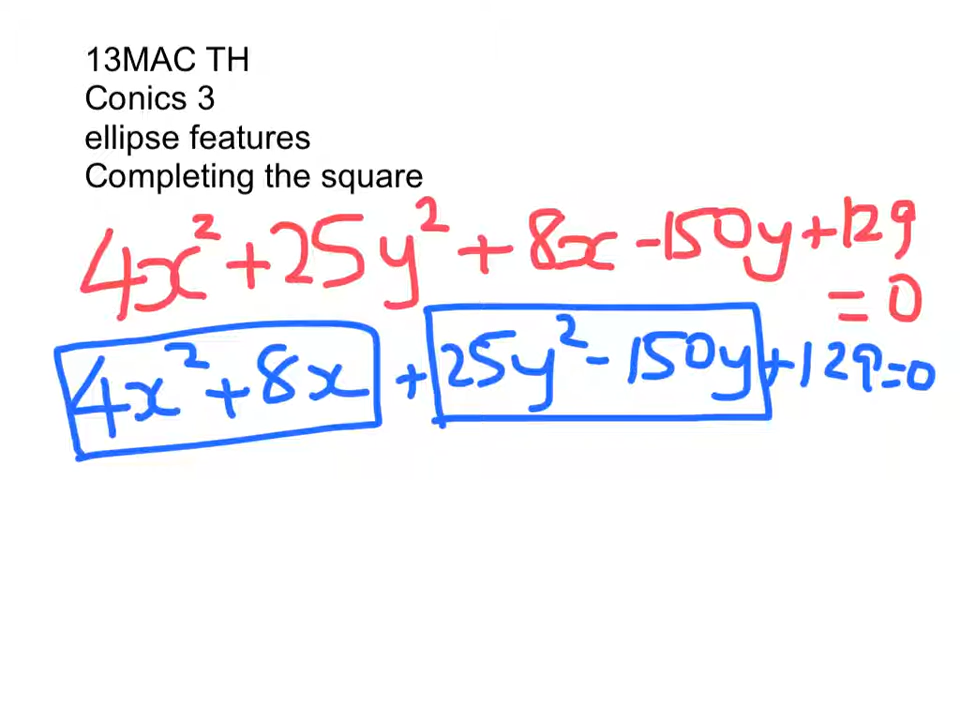 13MAC TH
Conics 3
ellipse features
Completing the square
4x² + 25y² + 8x - 150y + 129
= 0
4x² + 8x + 25y² - 150y + 129 = 0